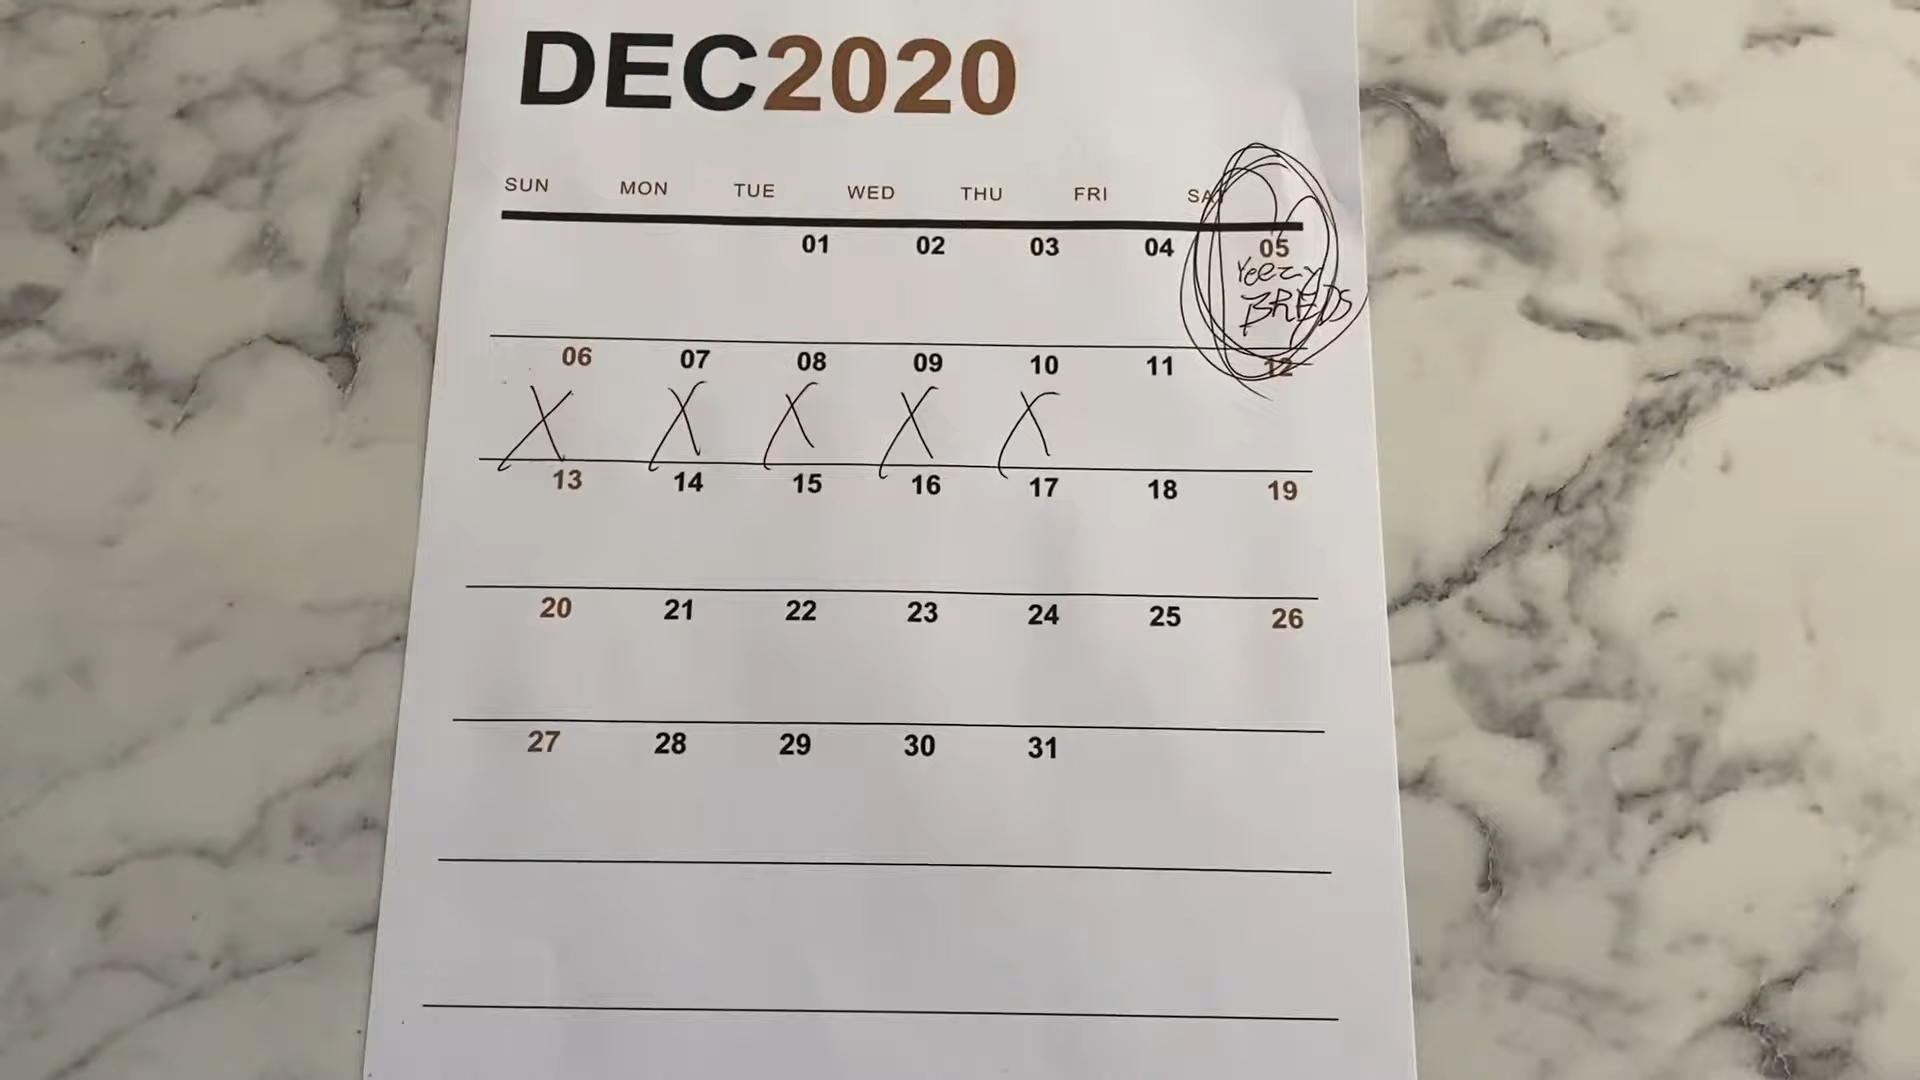 DEC2020
SUN MON TUE WED THU FRI SAT
01 02 03 04 05
Yeezy
BREDS
06 07 08 09 10 11 12
X X X X X
13 14 15 16 17 18 19
20 21 22 23 24 25 26
27 28 29 30 31